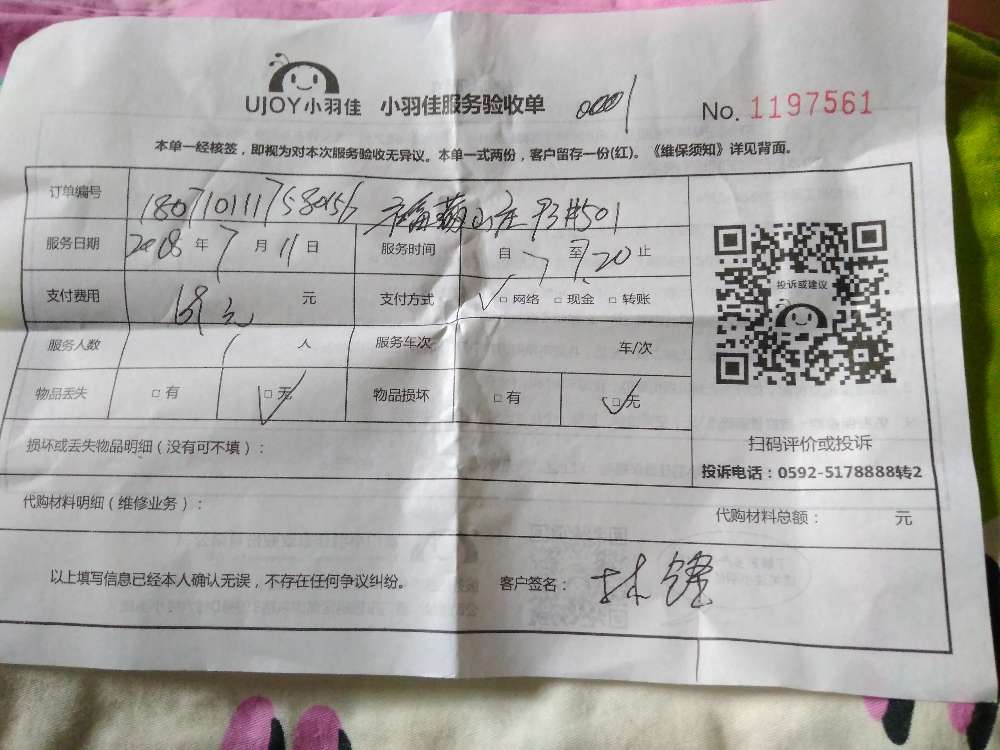 UJOY小羽佳 小羽佳服务验收单 0001 No. 1197561
本单一经核签，即视为对本次服务验收无异议。本单一式两份，客户留存一份(红)。《维保须知》详见背面。
订单编号 501
服务日期 2018 年 7 月 11 日 服务时间 自 至 止
支付费用 元 支付方式 □ 网络 □ 现金 □ 转账
服务人数 人 服务车次 车/次
物品丢失 □ 有 □ 无 物品损坏 □ 有 □ 无
损坏或丢失物品明细（没有可不填）：
投诉或建议
扫码评价或投诉
投诉电话：0592-5178888转2
代购材料明细（维修业务）：
代购材料总额： 元
以上填写信息已经本人确认无误，不存在任何争议纠纷。 客户签名： 林锋